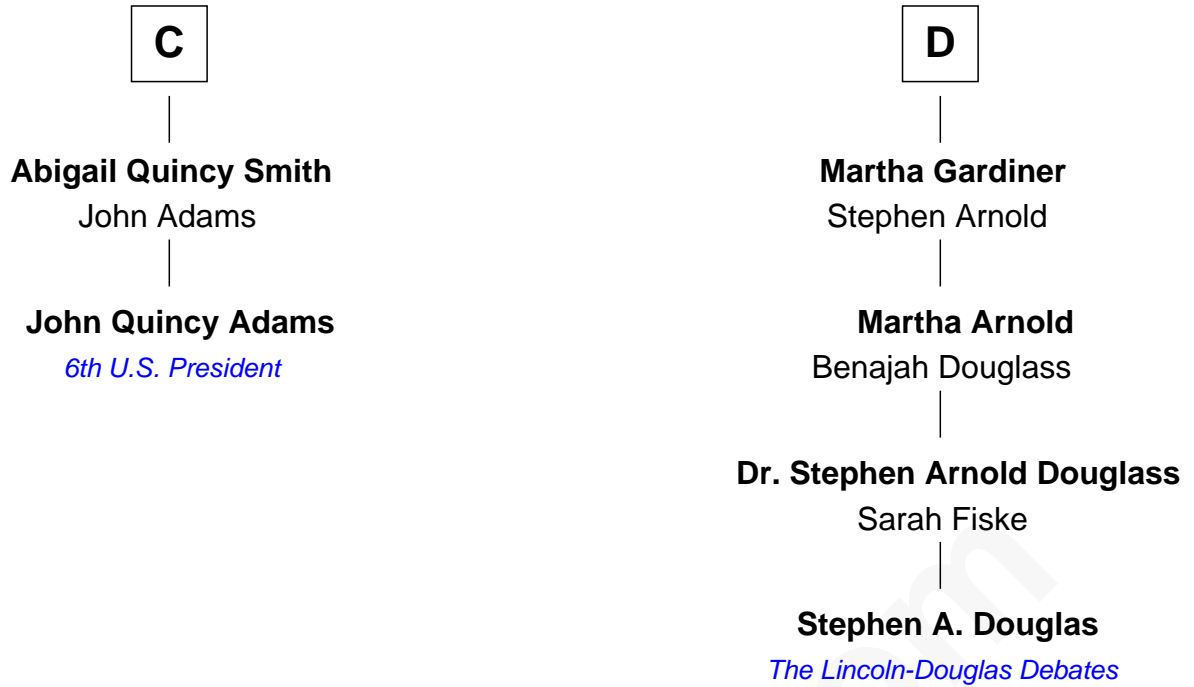 C
Abigail Quincy Smith
John Adams
John Quincy Adams
6th U.S. President
D
Martha Gardiner
Stephen Arnold
Martha Arnold
Benajah Douglass
Dr. Stephen Arnold Douglass
Sarah Fiske
Stephen A. Douglas
The Lincoln-Douglas Debates